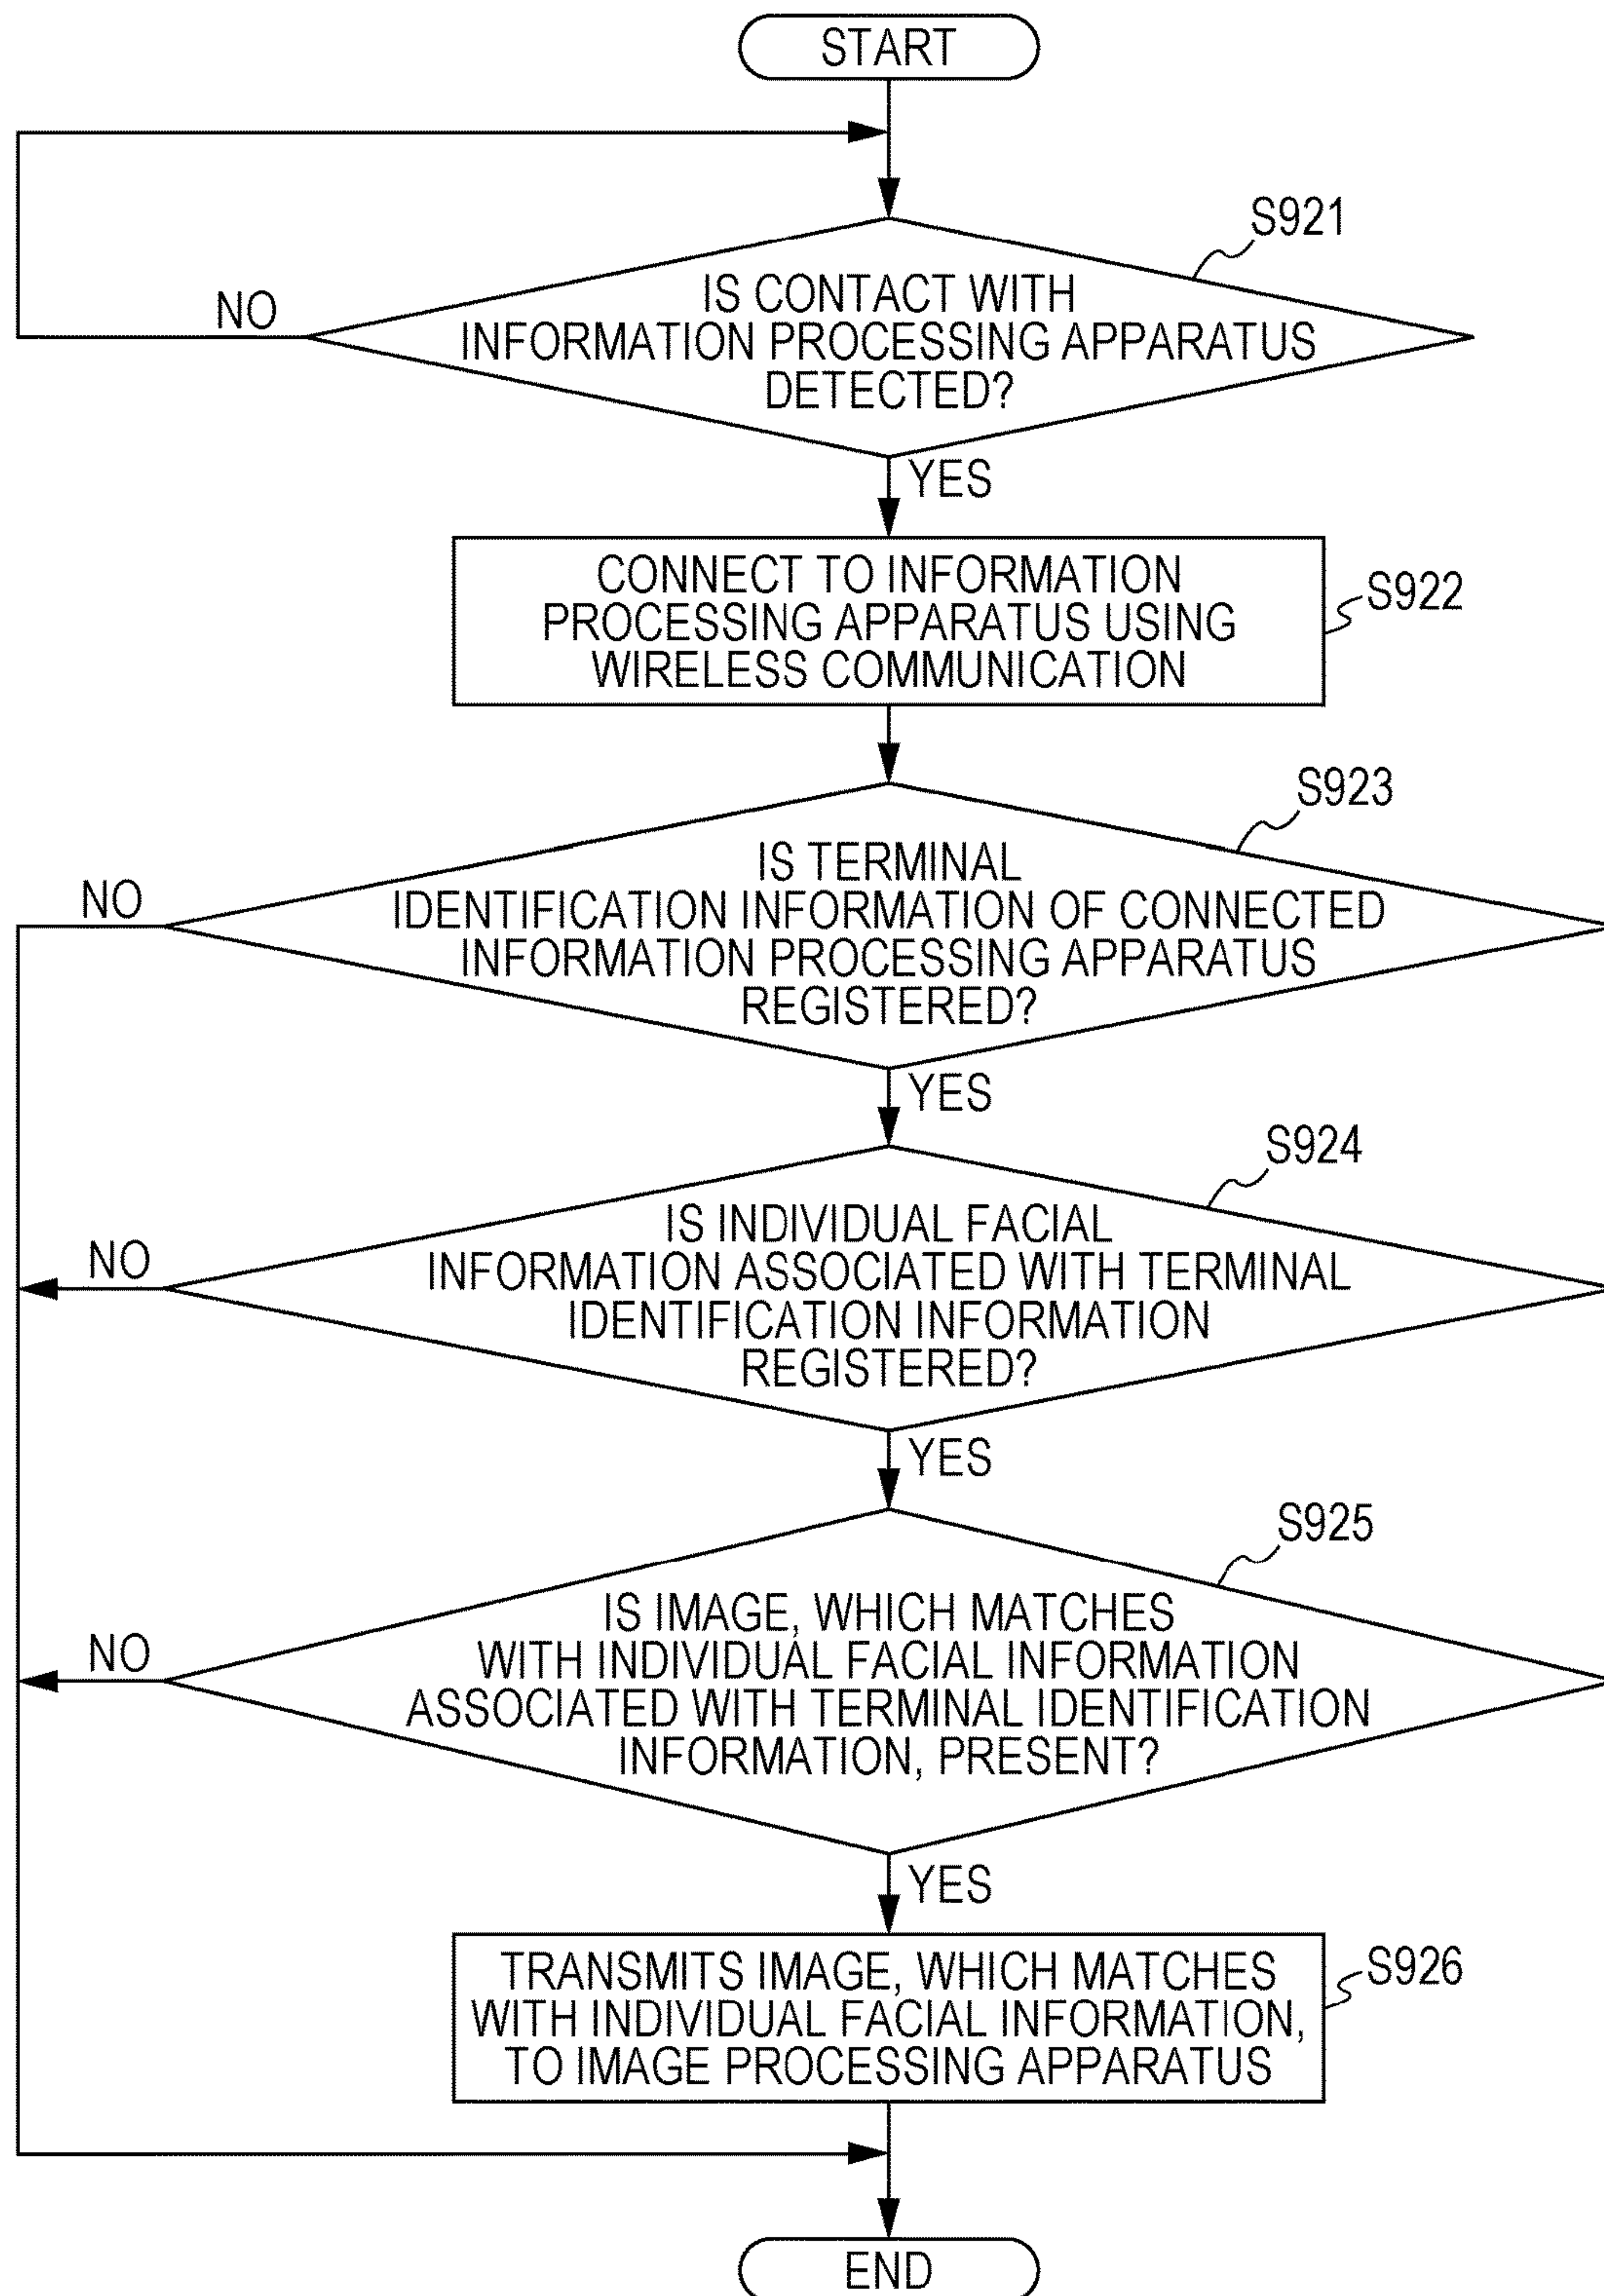 START
S921
IS CONTACT WITH
INFORMATION PROCESSING APPARATUS
DETECTED?
NO
YES
CONNECT TO INFORMATION
PROCESSING APPARATUS USING
WIRELESS COMMUNICATION
S922
S923
IS TERMINAL
IDENTIFICATION INFORMATION OF CONNECTED
INFORMATION PROCESSING APPARATUS
REGISTERED?
NO
YES
S924
IS INDIVIDUAL FACIAL
INFORMATION ASSOCIATED WITH TERMINAL
IDENTIFICATION INFORMATION
REGISTERED?
NO
YES
S925
IS IMAGE, WHICH MATCHES
WITH INDIVIDUAL FACIAL INFORMATION
ASSOCIATED WITH TERMINAL IDENTIFICATION
INFORMATION, PRESENT?
NO
YES
TRANSMITS IMAGE, WHICH MATCHES
WITH INDIVIDUAL FACIAL INFORMATION,
TO IMAGE PROCESSING APPARATUS
S926
END